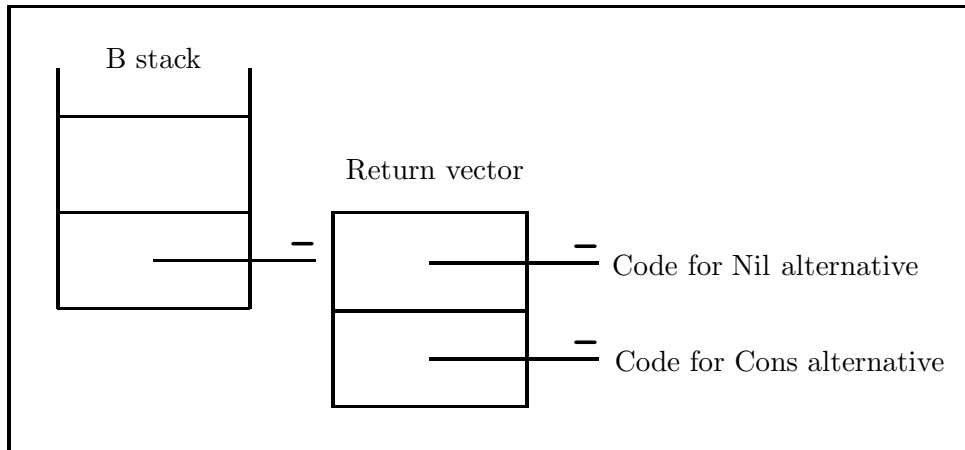 B stack
Return vector
Code for Nil alternative
Code for Cons alternative